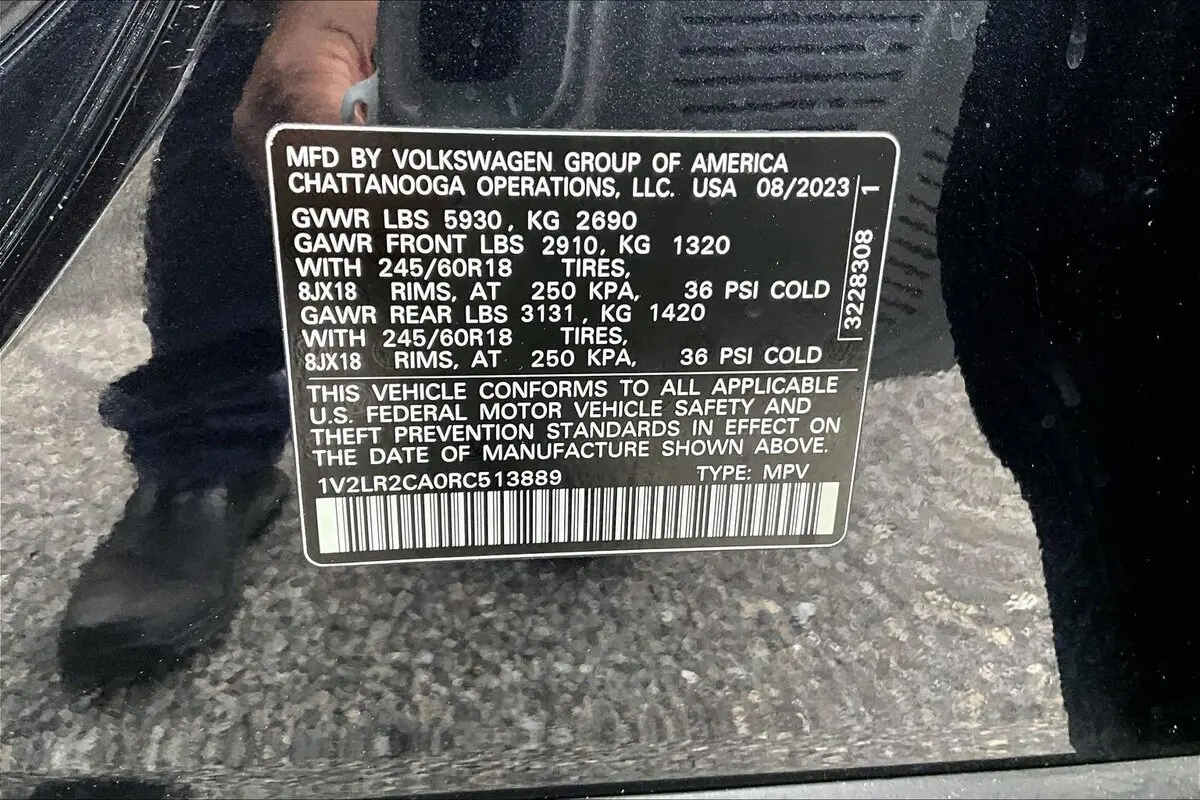 MFD BY VOLKSWAGEN GROUP OF AMERICA
CHATTANOOGA OPERATIONS, LLC. USA 08/2023
GVWR LBS 5930, KG 2690
GAWR FRONT LBS 2910, KG 1320
WITH 245/60R18 TIRES,
8JX18 RIMS, AT 250 KPA, 36 PSI COLD
GAWR REAR LBS 3131, KG 1420
WITH 245/60R18 TIRES,
8JX18 RIMS, AT 250 KPA, 36 PSI COLD
THIS VEHICLE CONFORMS TO ALL APPLICABLE
U.S. FEDERAL MOTOR VEHICLE SAFETY AND
THEFT PREVENTION STANDARDS IN EFFECT ON
THE DATE OF MANUFACTURE SHOWN ABOVE.
1V2LR2CA0RC513889 TYPE: MPV
3228308 1